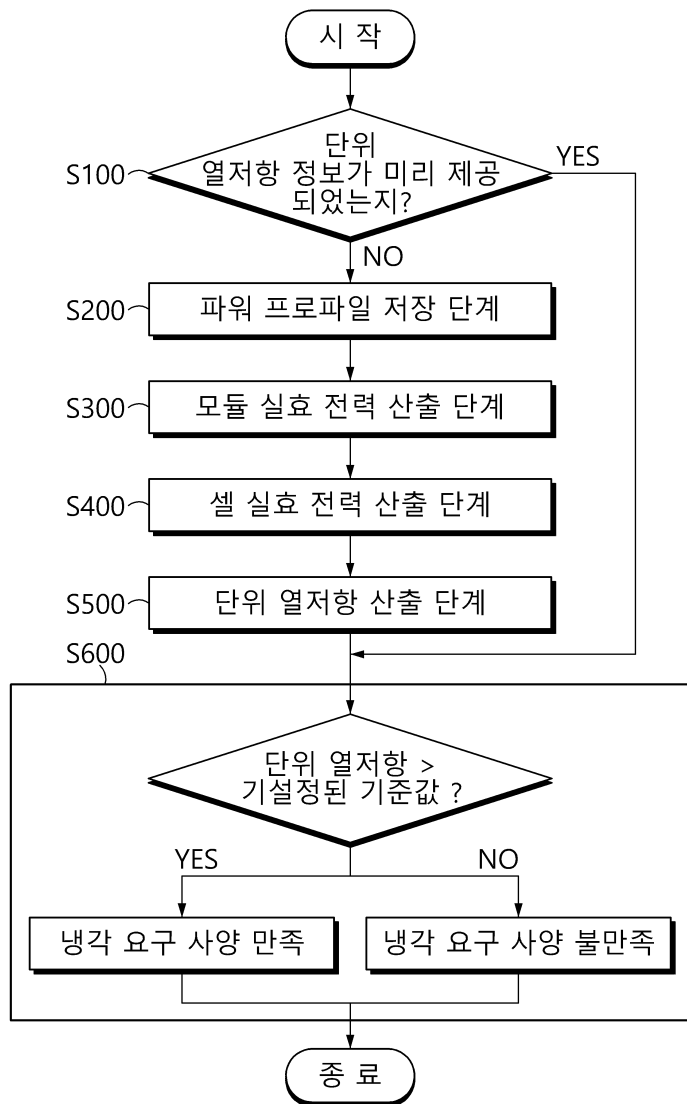 시 작
단위
S100
열저항 정보가 미리 제공
되었는지?
YES
NO
S200
파워 프로파일 저장 단계
S300
모듈 실효 전력 산출 단계
S400
셀 실효 전력 산출 단계
S500
단위 열저항 산출 단계
S600
단위 열저항 >
기설정된 기준값 ?
YES
NO
냉각 요구 사양 만족
냉각 요구 사양 불만족
종 료